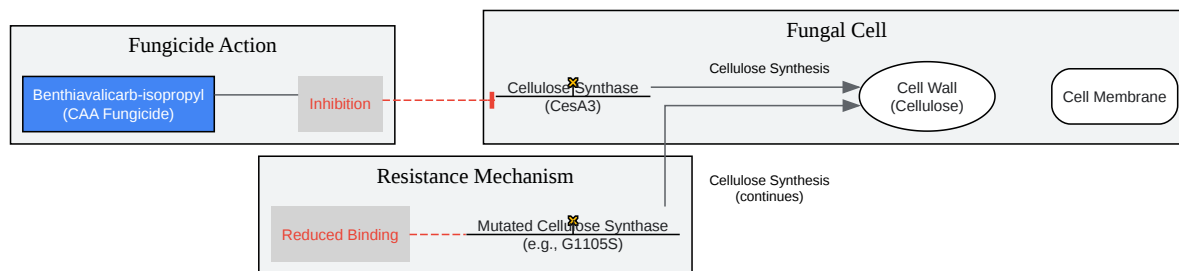 Fungicide Action
Benthiavalicarb-isopropyl
(CAA Fungicide)
Inhibition
Fungal Cell
Cellulose Synthase
(CesA3)
Cellulose Synthesis
Cell Wall
(Cellulose)
Cell Membrane
Resistance Mechanism
Reduced Binding
Mutated Cellulose Synthase
(e.g., G1105S)
Cellulose Synthesis
(continues)